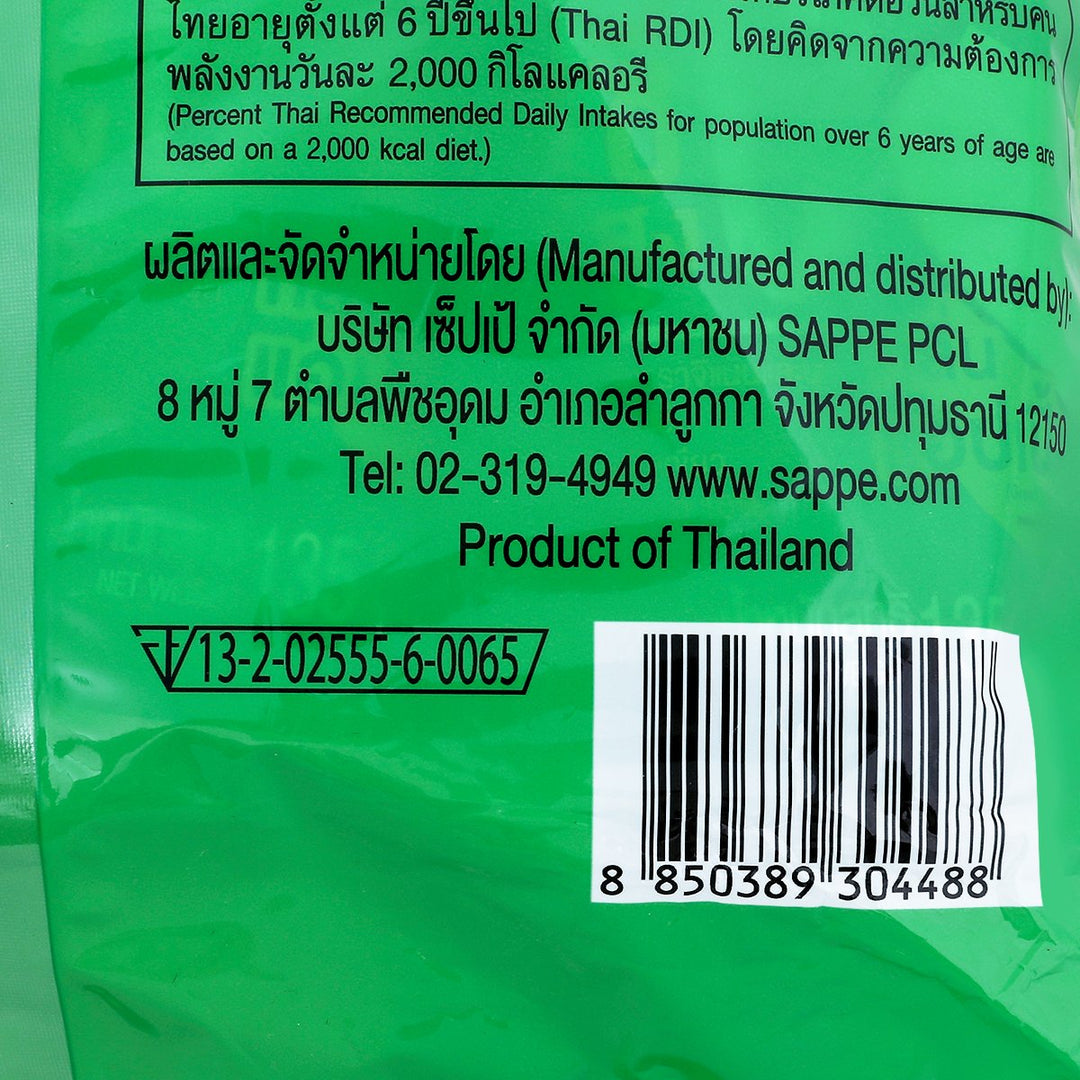 ไทยอายุตั้งแต่ 6 ปีขึ้นไป (Thai RDI) โดยคิดจากความต้องการ
พลังงานวันละ 2,000 กิโลแคลอรี
(Percent Thai Recommended Daily Intakes for population over 6 years of age are
based on a 2,000 kcal diet.)
ผลิตและจัดจำหน่ายโดย (Manufactured and distributed by):
บริษัท เซ็ปเป้ จำกัด (มหาชน) SAPPE PCL
8 หมู่ 7 ตำบลพืชอุดม อำเภอลำลูกกา จังหวัดปทุมธานี 12150
Tel: 02-319-4949 www.sappe.com
Product of Thailand
13-2-02555-6-0065
8 850389 304488